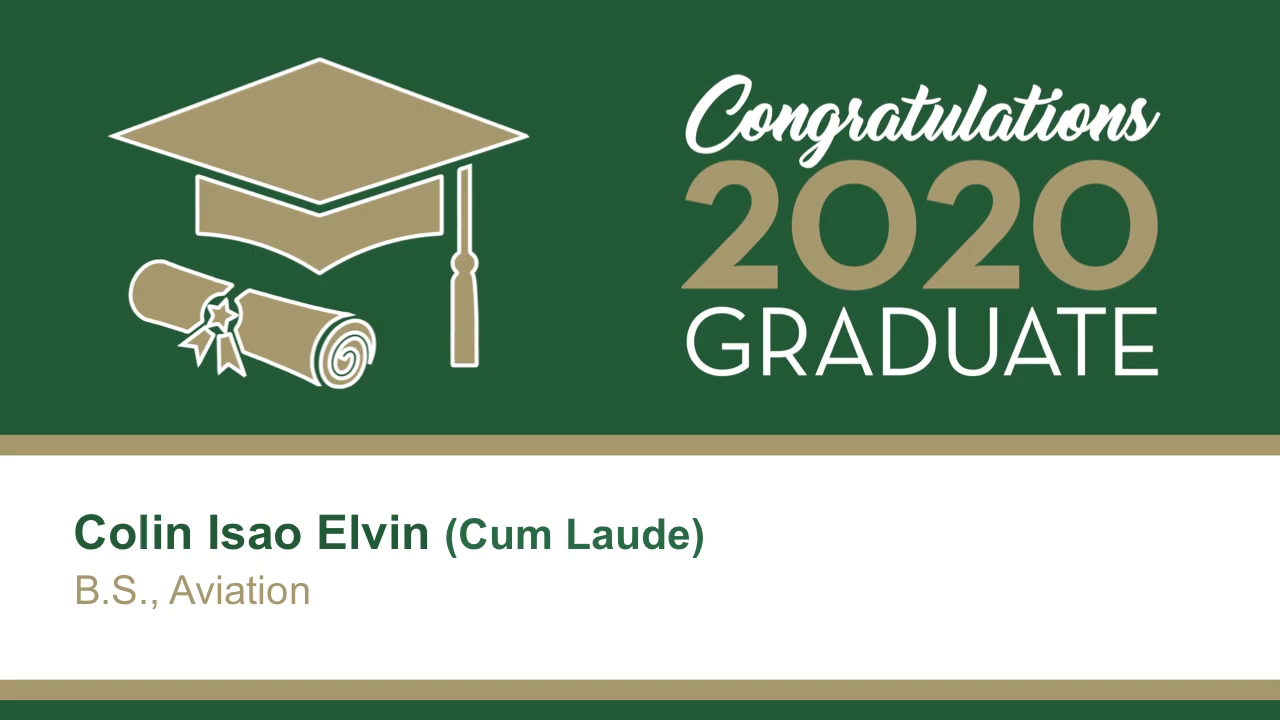 Congratulations
2020
GRADUATE
Colin Isao Elvin (Cum Laude)
B.S., Aviation